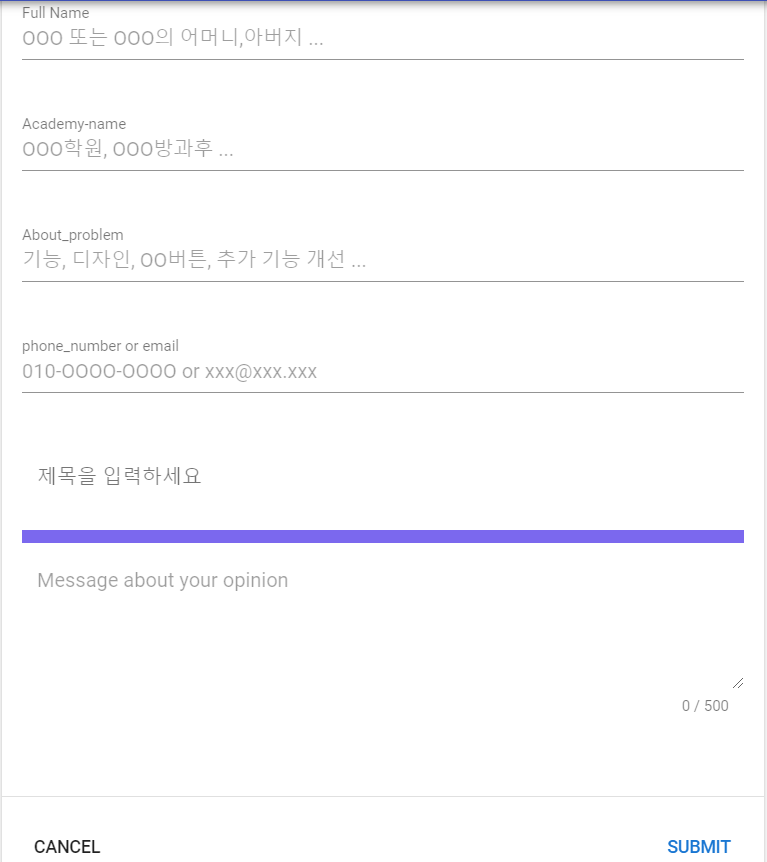 Full Name
OOO 또는 OOO의 어머니,아버지 ...
Academy-name
OOO학원, OOO방과후 ...
About_problem
기능, 디자인, OO버튼, 추가 기능 개선 ...
phone_number or email
010-OOOO-OOOO or xxx@xxx.xxx
제목을 입력하세요
Message about your opinion
0 / 500
CANCEL
SUBMIT